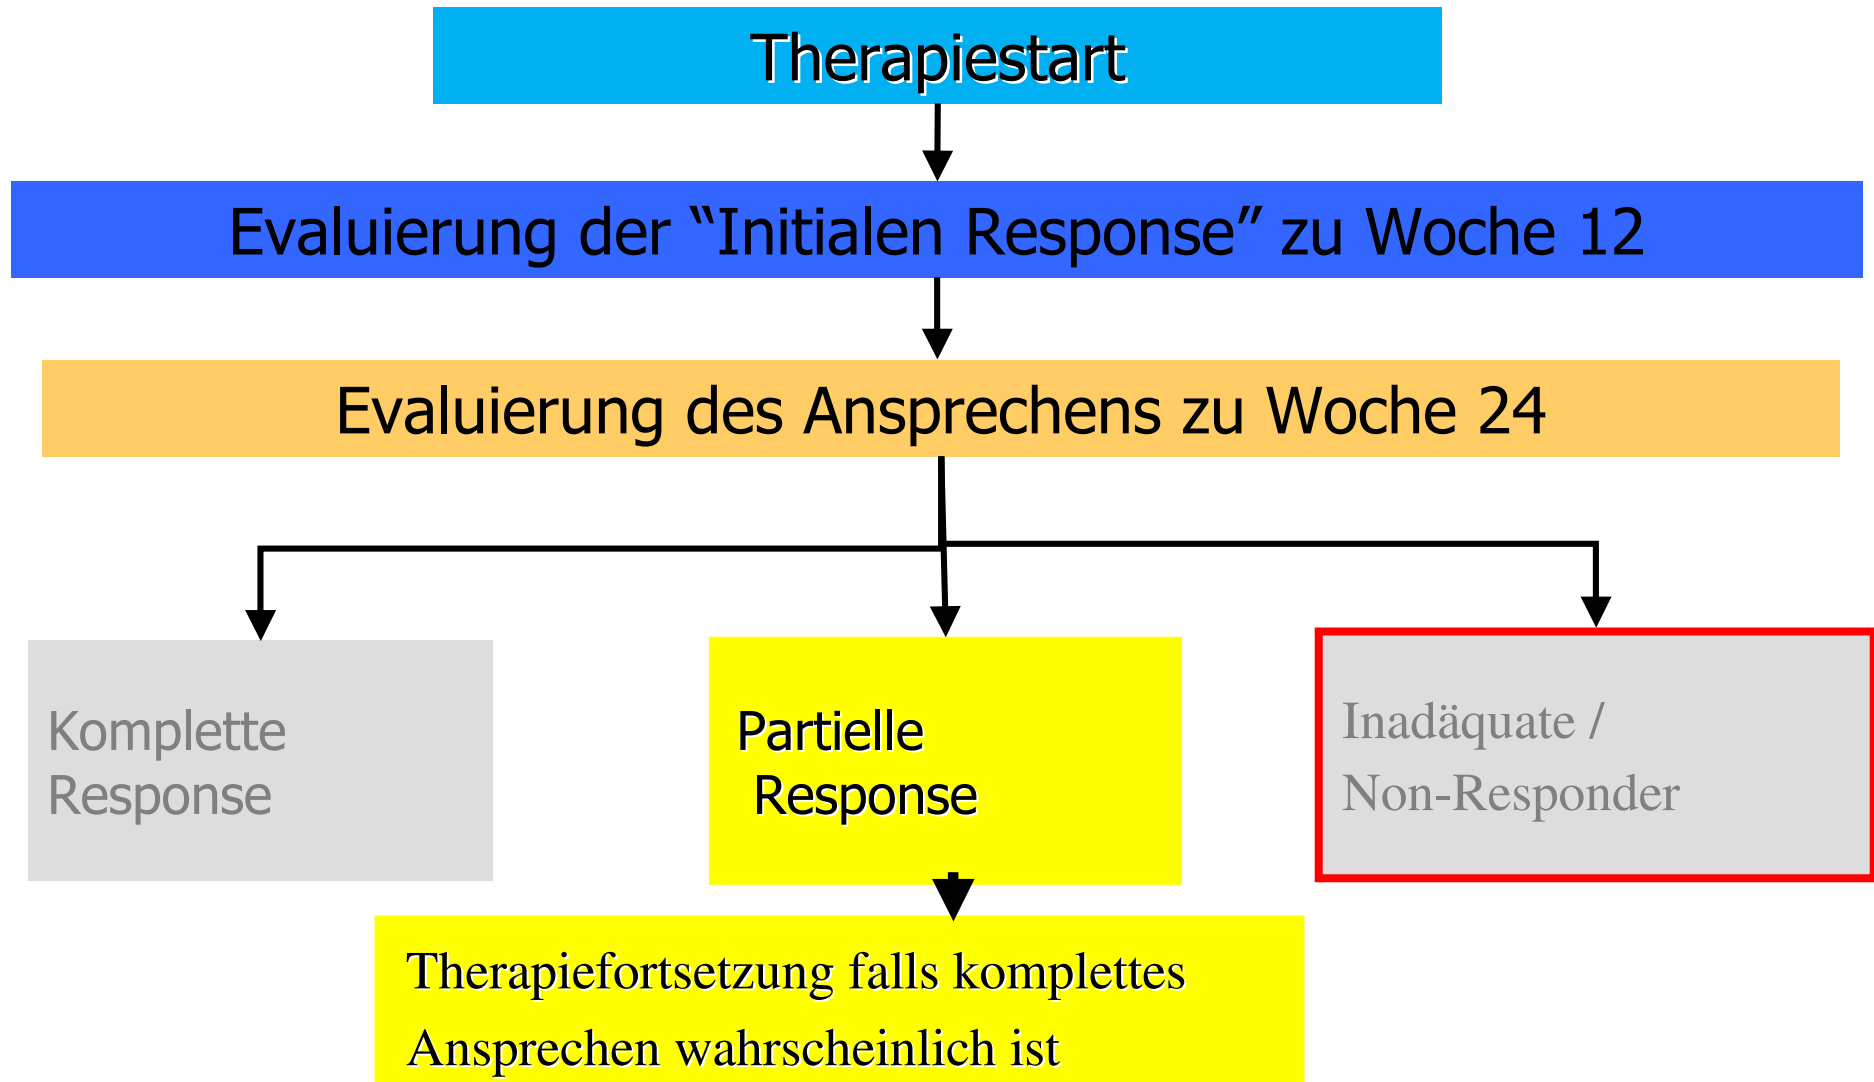 Therapiestart
Evaluierung der “Initialen Response” zu Woche 12
Evaluierung des Ansprechens zu Woche 24
Komplette
Response
Partielle
Response
Inadäquate /
Non-Responder
Therapiefortsetzung falls komplettes
Ansprechen wahrscheinlich ist